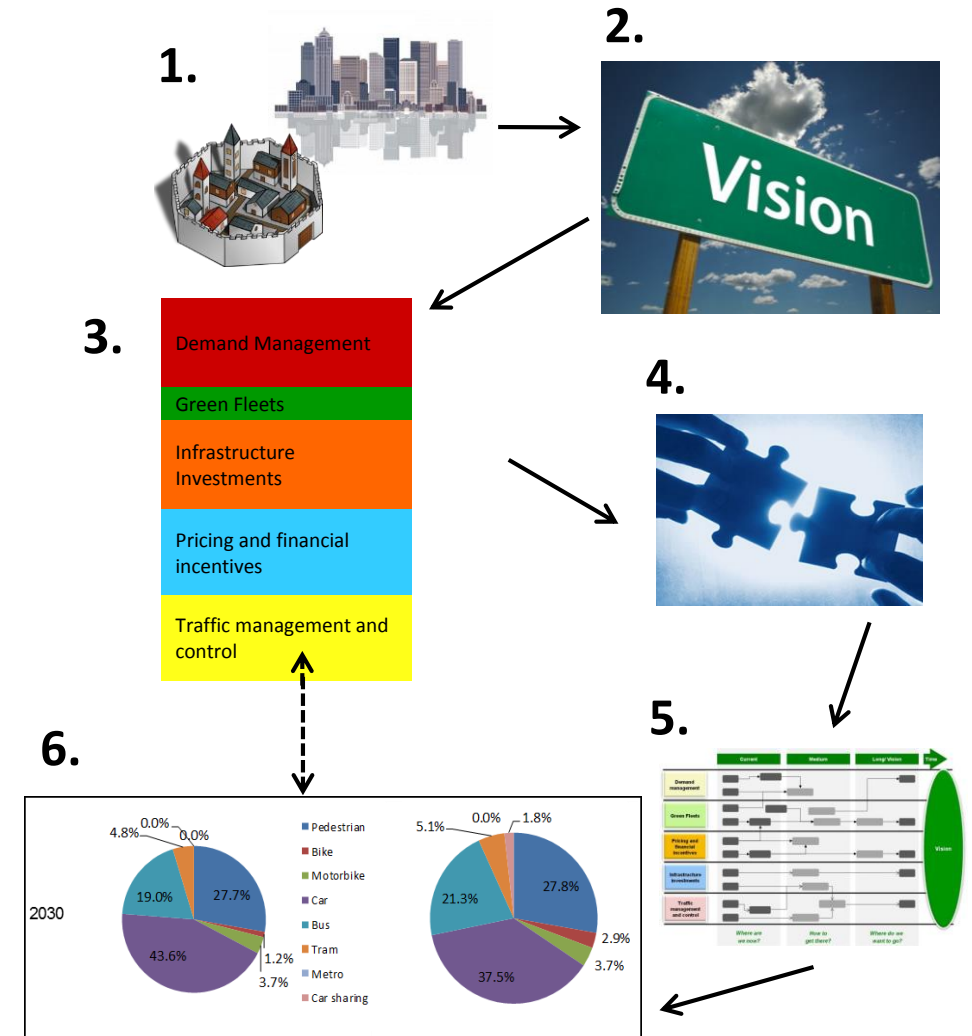 1.
2.
Vision
3.
Demand Management
Green Fleets
Infrastructure
Investments
Pricing and financial
incentives
Traffic management and
control
4.
5.
Current
Medium
Long/ Vision
Time
Demand
management
Green Fleets
Pricing and
financial
incentives
Infrastructure
investments
Traffic
management
and control
Vision
Where are
we now?
How to
get there?
Where do we
want to go?
6.
2030
0.0%
0.0%
4.8%
19.0%
27.7%
43.6%
1.2%
3.7%
Pedestrian
Bike
Motorbike
Car
Bus
Tram
Metro
Car sharing
0.0%
1.8%
5.1%
21.3%
27.8%
2.9%
3.7%
37.5%